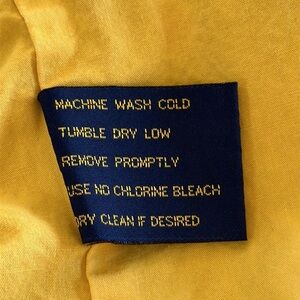 MACHINE WASH COLD
TUMBLE DRY LOW
REMOVE PROMPTLY
USE NO CHLORINE BLEACH
DRY CLEAN IF DESIRED